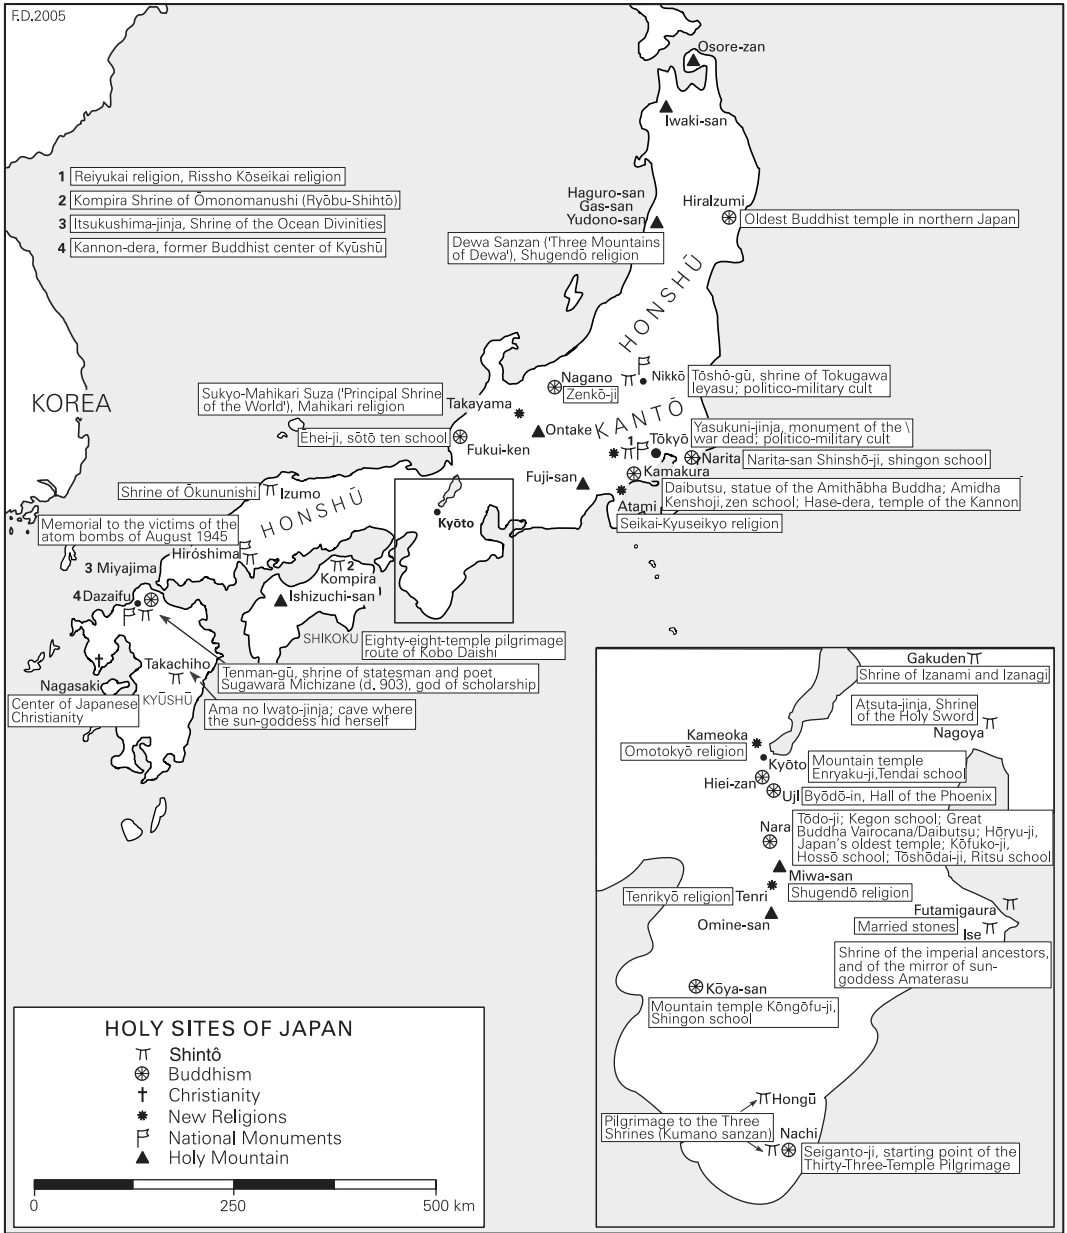 F.D.2005
Osore-zan
Iwaki-san
1 Reiyukai religion, Rissho Kōseikai religion
2 Kompira Shrine of Ōmonomanushi (Ryōbu-Shihtō)
3 Itsukushima-jinja, Shrine of the Ocean Divinities
4 Kannon-dera, former Buddhist center of Kyūshū
Haguro-san
Gas-san
Yudono-san
HiraIzumi
Oldest Buddhist temple in northern Japan
Dewa Sanzan ('Three Mountains
of Dewa'), Shugendō religion
HONSHŪ
KOREA
Nagano
Zenkō-ji
Nikkō
Tōshō-gū, shrine of Tokugawa
Ieyasu; politico-military cult
Sukyo-Mahikari Suza ('Principal Shrine
of the World'), Mahikari religion
Takayama
KANTŌ
Ontake
Yasukuni-jinja, monument of the \
war dead; politico-military cult
Ehei-ji, sōtō ten school
Fukui-ken
1
Tōkyō
Narita
Narita-san Shinshō-ji, shingon school
Kamakura
Fuji-san
Daibutsu, statue of the Amithābha Buddha; Amidha
Kenshoji,zen school; Hase-dera, temple of the Kannon
Atami
Seikai-Kyuseikyo religion
Shrine of Ōkununishi
Izumo
HONSHŪ
Kyōto
Memorial to the victims of the
atom bombs of August 1945
Hiróshima
3 Miyajima
2
Kompira
4 Dazaifu
Ishizuchi-san
SHIKOKU
Eighty-eight-temple pilgrimage
route of Kobo Daishi
Takachiho
Tenman-gū, shrine of statesman and poet
Sugawara Michizane (d. 903), god of scholarship
Nagasaki
KYŪSHŪ
Center of Japanese
Christianity
Ama no Iwato-jinja; cave where
the sun-goddess hid herself
Gakuden
Shrine of Izanami and Izanagi
Atsuta-jinja, Shrine
of the Holy Sword
Nagoya
Kameoka
Omotokyō religion
Kyōto
Mountain temple
Enryaku-ji,Tendai school
Hiei-zan
UjI
Byōdō-in, Hall of the Phoenix
Nara
Tōdo-ji; Kegon school; Great
Buddha Vairocana/Daibutsu; Hōryu-ji,
Japan's oldest temple; Kōfuko-ji,
Hossō school; Tōshōdai-ji, Ritsu school
Miwa-san
Shugendō religion
Tenrikyō religion
Tenri
Omine-san
Futamigaura
Married stones
Ise
Shrine of the imperial ancestors,
and of the mirror of sun-
goddess Amaterasu
Kōya-san
Mountain temple Kōngōfu-ji,
Shingon school
Hongū
Pilgrimage to the Three
Shrines (Kumano sanzan)
Nachi
Seiganto-ji, starting point of the
Thirty-Three-Temple Pilgrimage
HOLY SITES OF JAPAN
Shintô
Buddhism
Christianity
New Religions
National Monuments
Holy Mountain
0 250 500 km